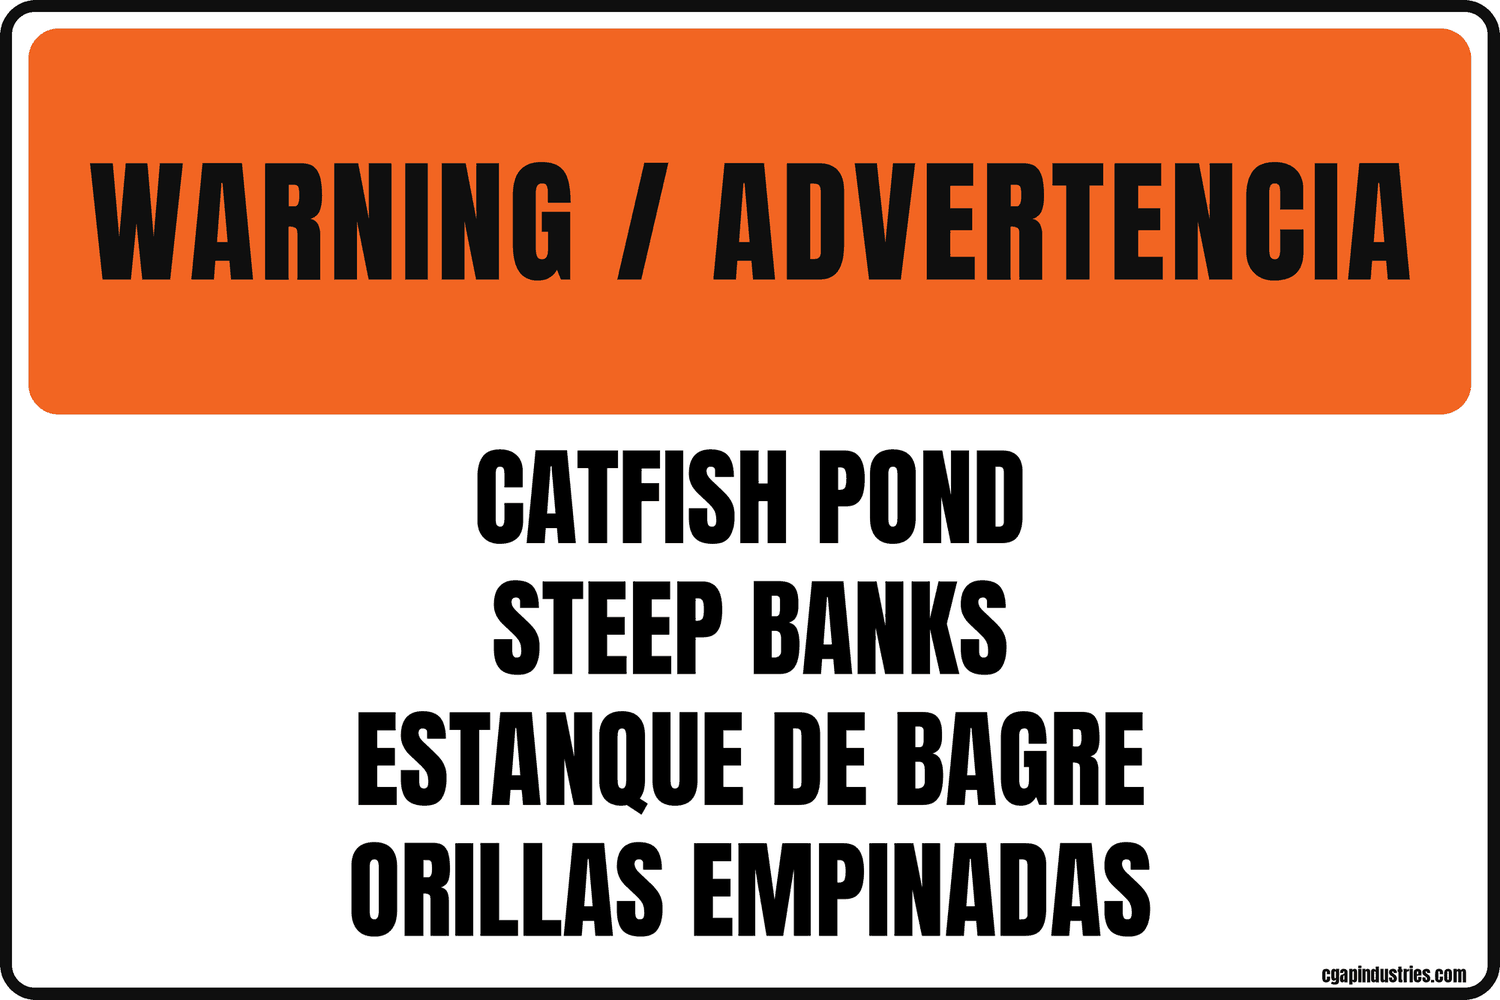 WARNING / ADVERTENCIA
CATFISH POND
STEEP BANKS
ESTANQUE DE BAGRE
ORILLAS EMPINADAS
cgapindustries.com